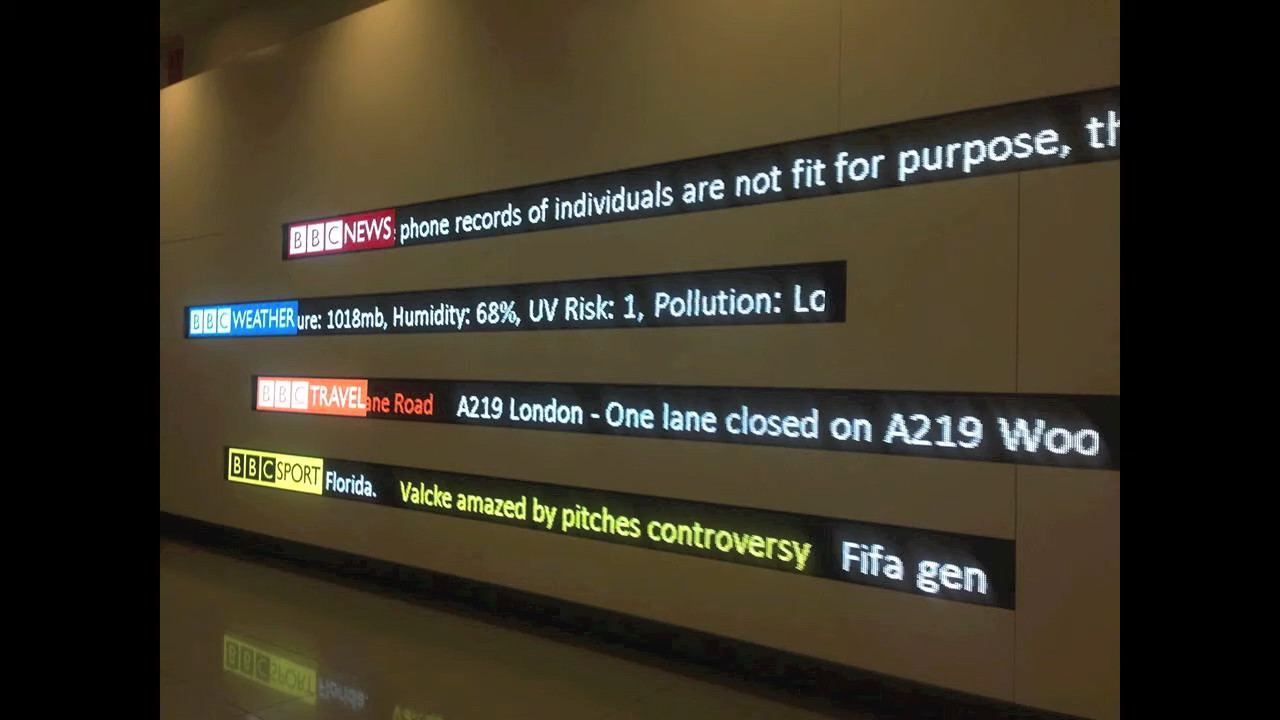 BBC NEWS phone records of individuals are not fit for purpose, th
BBC WEATHER ure: 1018mb, Humidity: 68%, UV Risk: 1, Pollution: Lo
BBC TRAVEL ane Road A219 London - One lane closed on A219 Woo
BBC SPORT Florida. Valcke amazed by pitches controversy Fifa gen